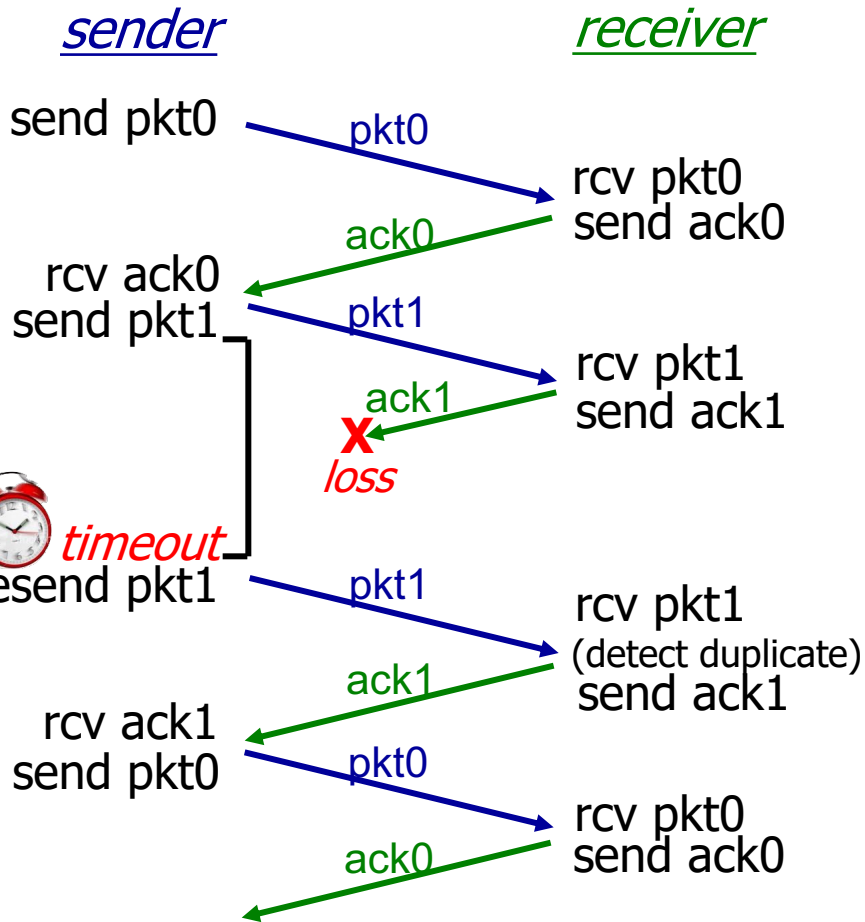 sender
receiver
send pkt0
pkt0
rcv pkt0
send ack0
ack0
rcv ack0
send pkt1
pkt1
rcv pkt1
send ack1
ack1
X
loss
timeout
esend pkt1
pkt1
rcv pkt1
(detect duplicate)
send ack1
ack1
rcv ack1
send pkt0
pkt0
rcv pkt0
send ack0
ack0